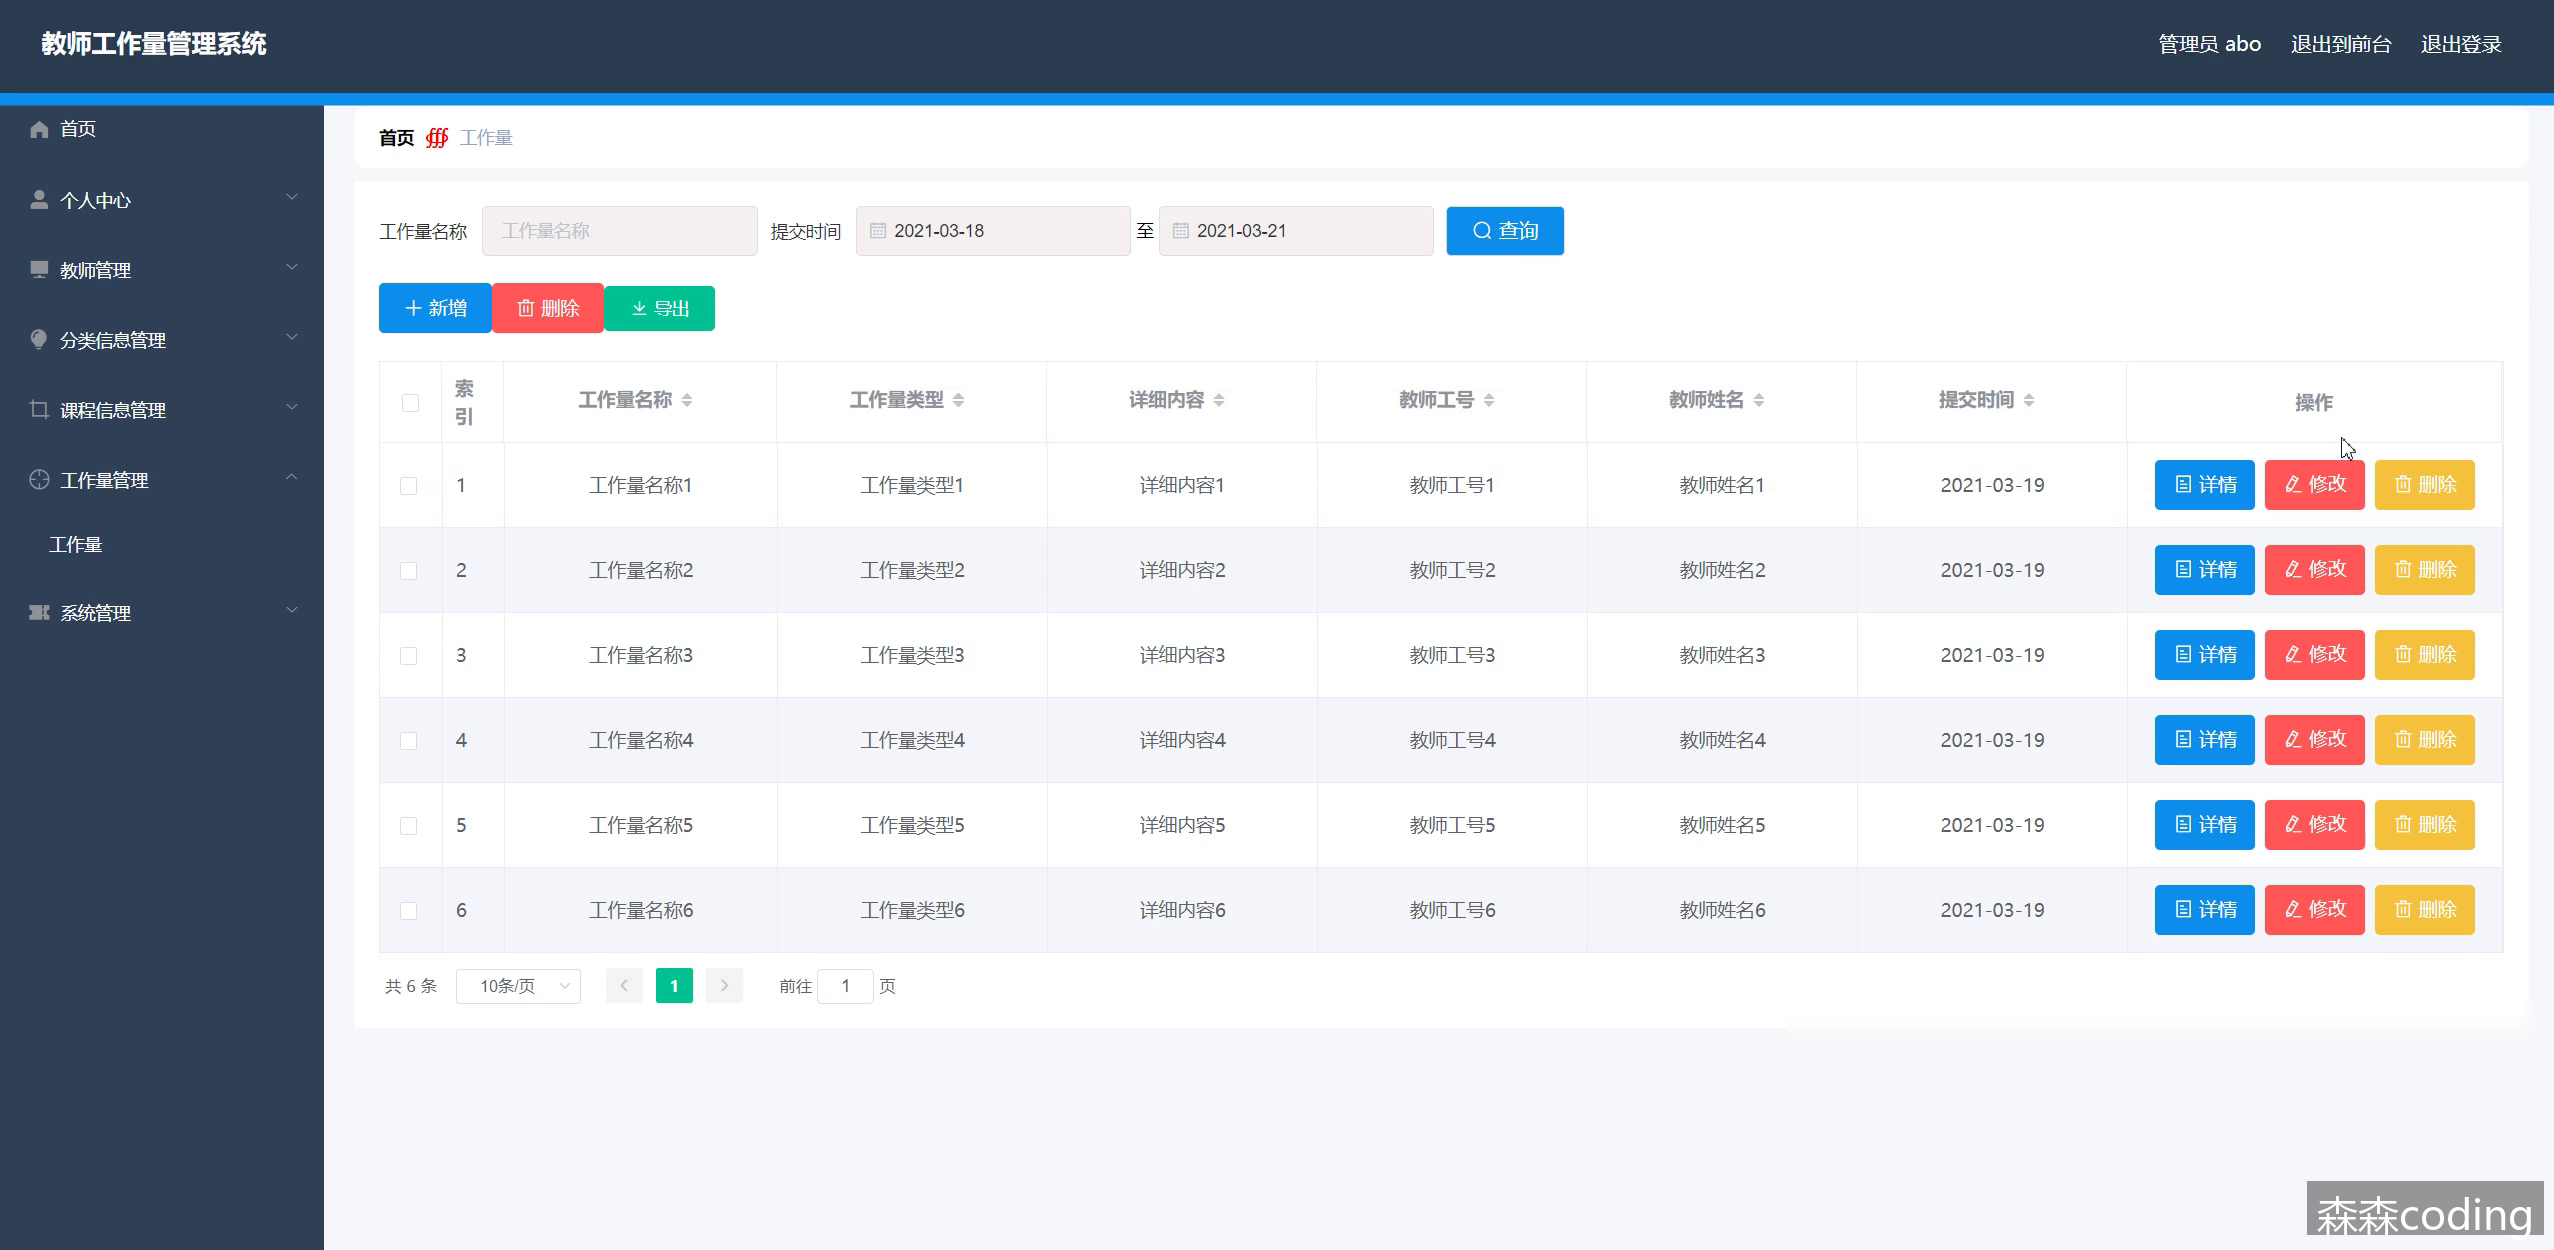 教师工作量管理系统
管理员 abo 退出到前台 退出登录
首页
个人中心
教师管理
分类信息管理
课程信息管理
工作量管理
工作量
系统管理
首页 工作量
工作量名称 工作量名称 提交时间 2021-03-18 至 2021-03-21 查询
新增 删除 导出
索引 工作量名称 工作量类型 详细内容 教师工号 教师姓名 提交时间 操作
1 工作量名称1 工作量类型1 详细内容1 教师工号1 教师姓名1 2021-03-19 详情 修改 删除
2 工作量名称2 工作量类型2 详细内容2 教师工号2 教师姓名2 2021-03-19 详情 修改 删除
3 工作量名称3 工作量类型3 详细内容3 教师工号3 教师姓名3 2021-03-19 详情 修改 删除
4 工作量名称4 工作量类型4 详细内容4 教师工号4 教师姓名4 2021-03-19 详情 修改 删除
5 工作量名称5 工作量类型5 详细内容5 教师工号5 教师姓名5 2021-03-19 详情 修改 删除
6 工作量名称6 工作量类型6 详细内容6 教师工号6 教师姓名6 2021-03-19 详情 修改 删除
共 6 条 10条/页 1 前往 1 页
森森coding